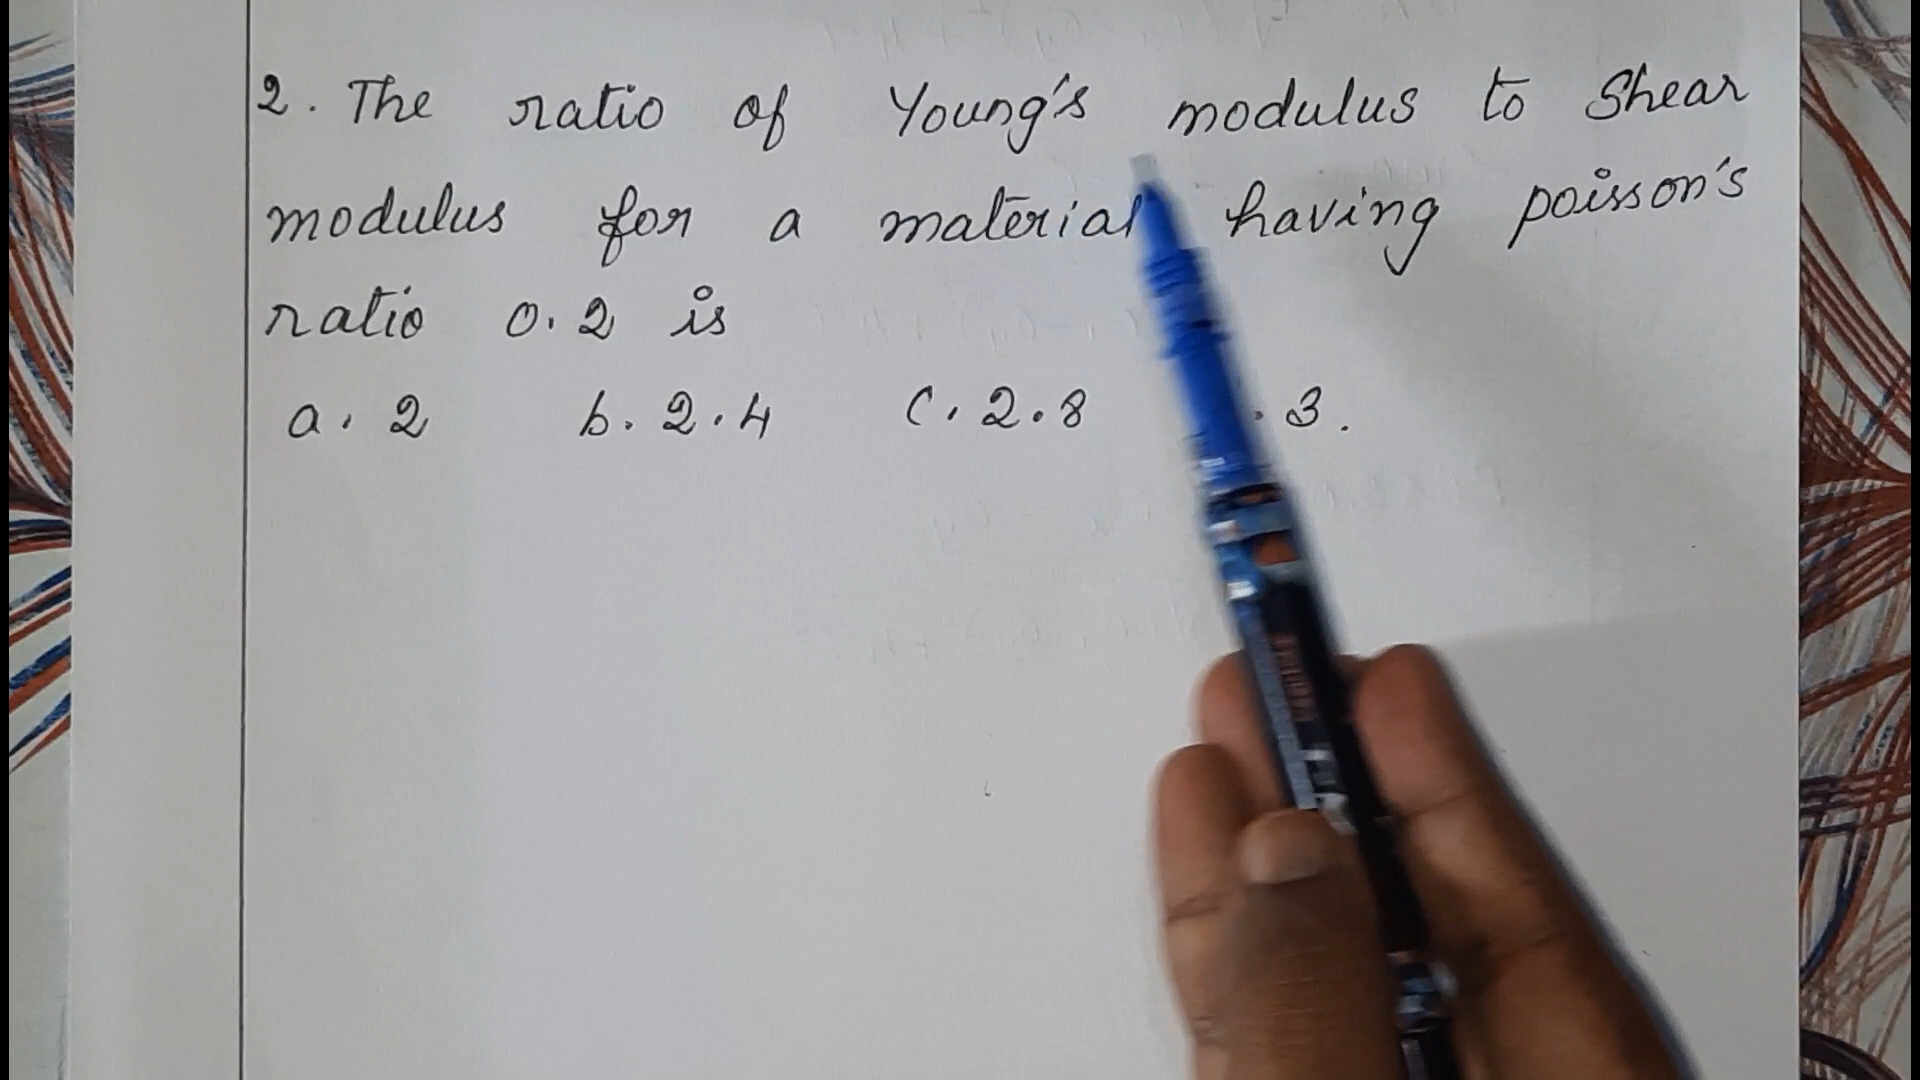 2. The ratio of Young's modulus to Shear
modulus for a material having poisson's
ratio 0.2 is
a. 2 b. 2.4 c. 2.8 . 3.